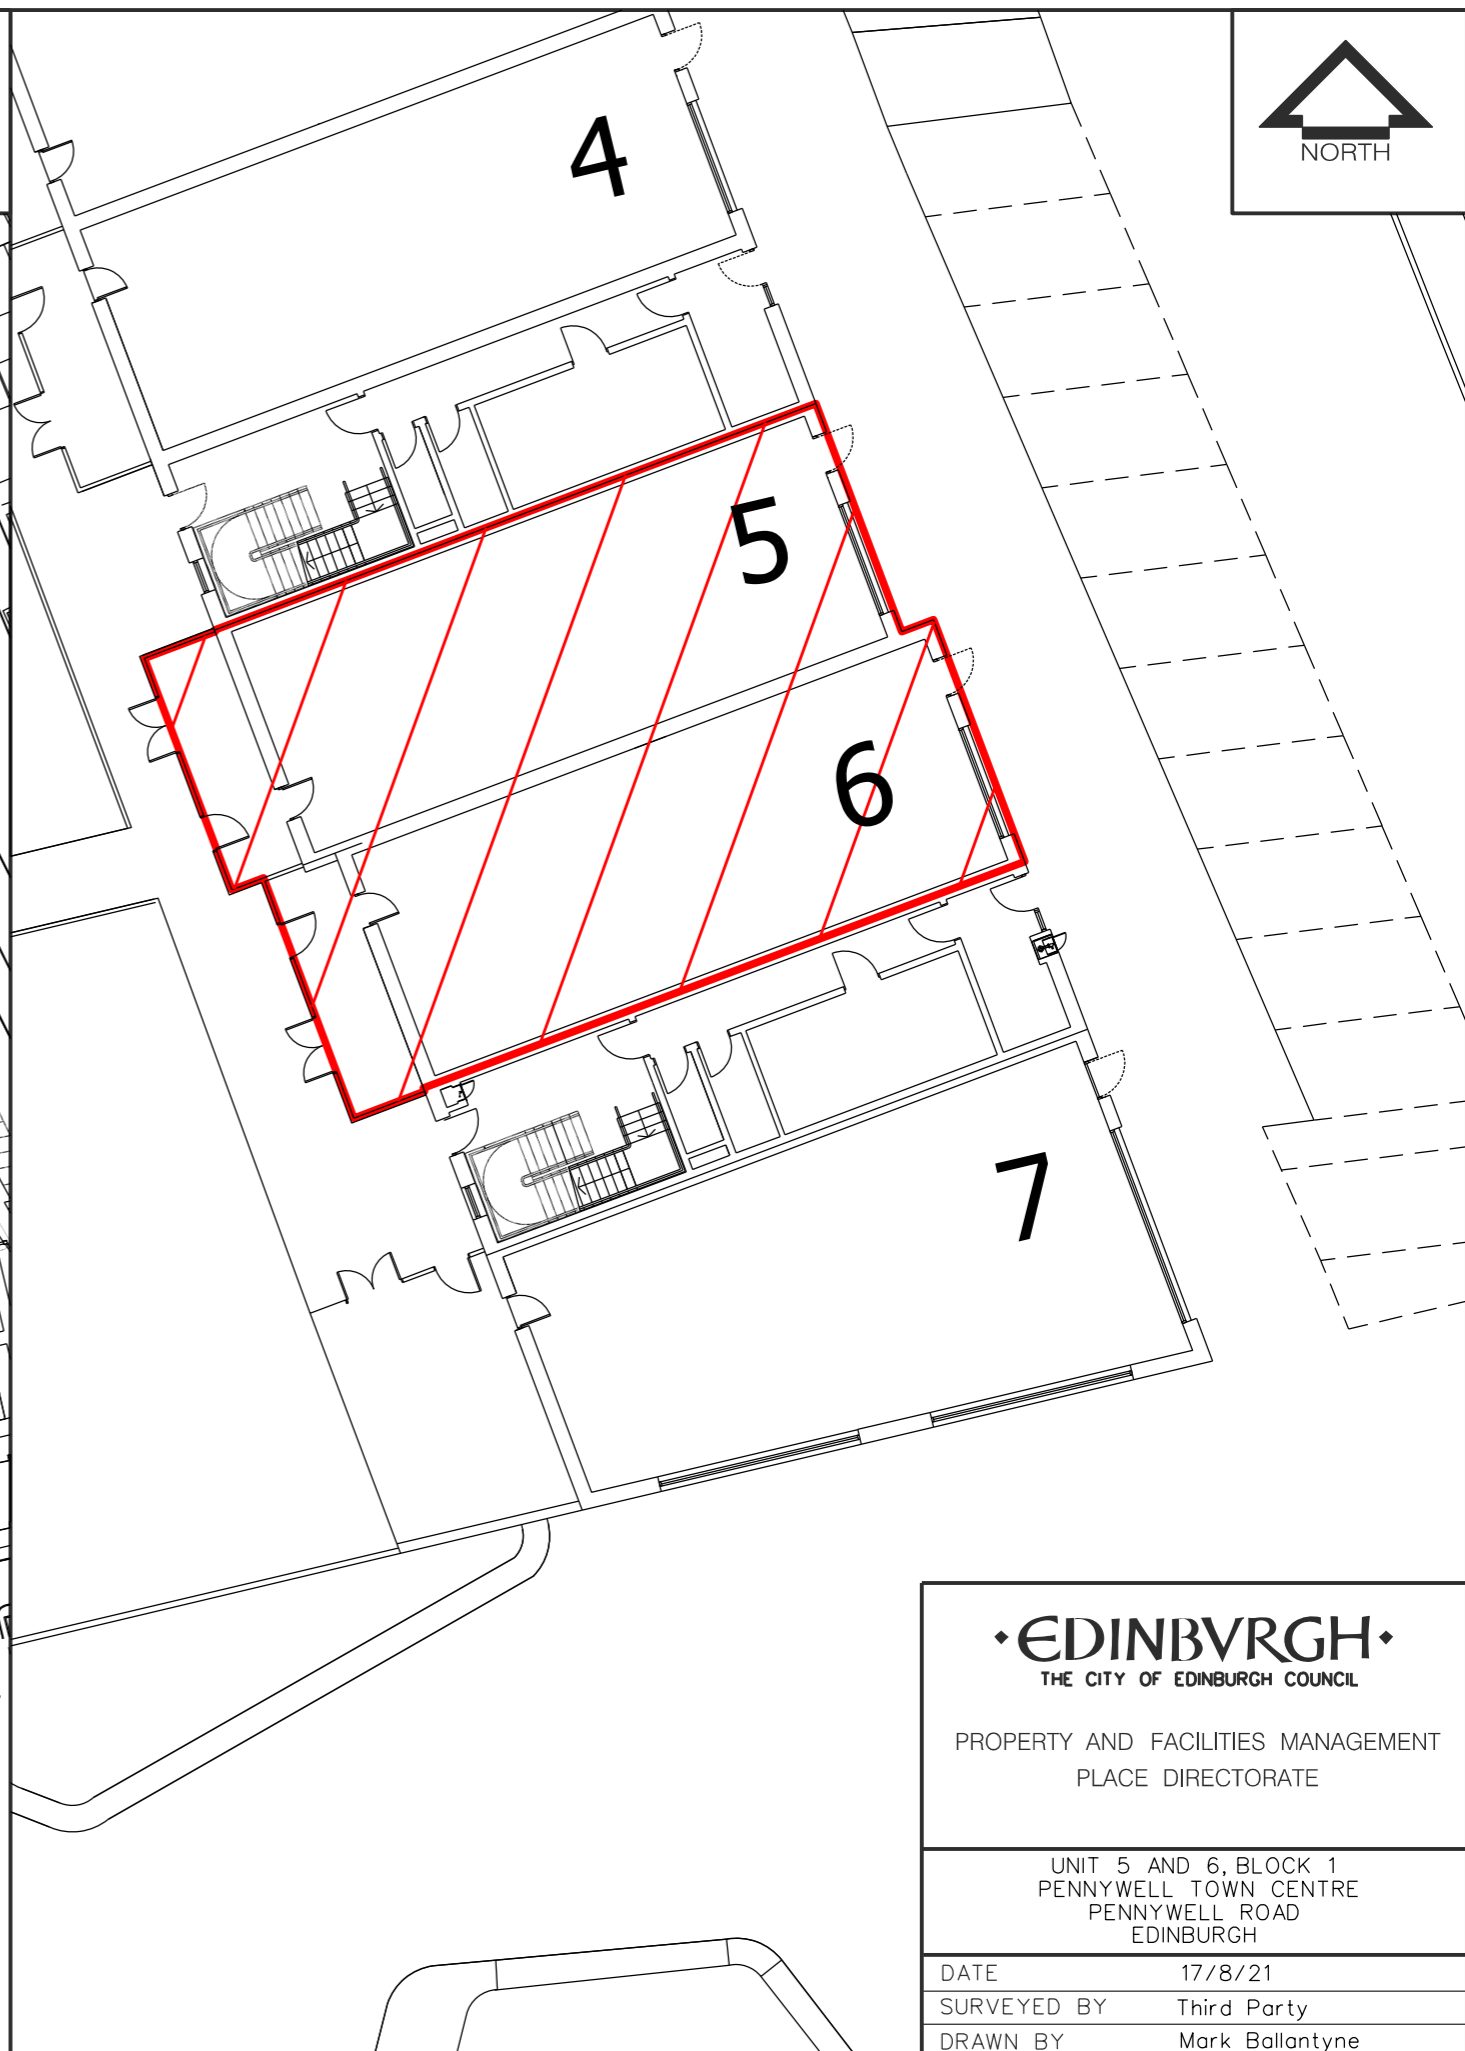 4
NORTH
5
6
7
·EDINBVRGH·
THE CITY OF EDINBURGH COUNCIL
PROPERTY AND FACILITIES MANAGEMENT
PLACE DIRECTORATE
UNIT 5 AND 6, BLOCK 1
PENNYWELL TOWN CENTRE
PENNYWELL ROAD
EDINBURGH
DATE 17/8/21
SURVEYED BY Third Party
DRAWN BY Mark Ballantyne